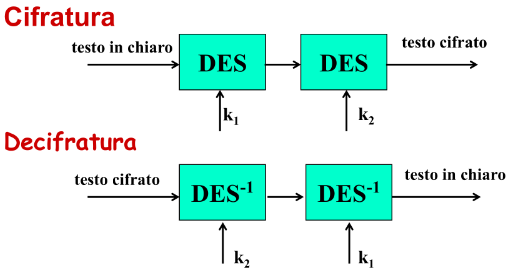 Cifratura
testo in chiaro
DES
DES
testo cifrato
k₁
k₂
Decifratura
testo cifrato
DES⁻¹
DES⁻¹
testo in chiaro
k₂
k₁